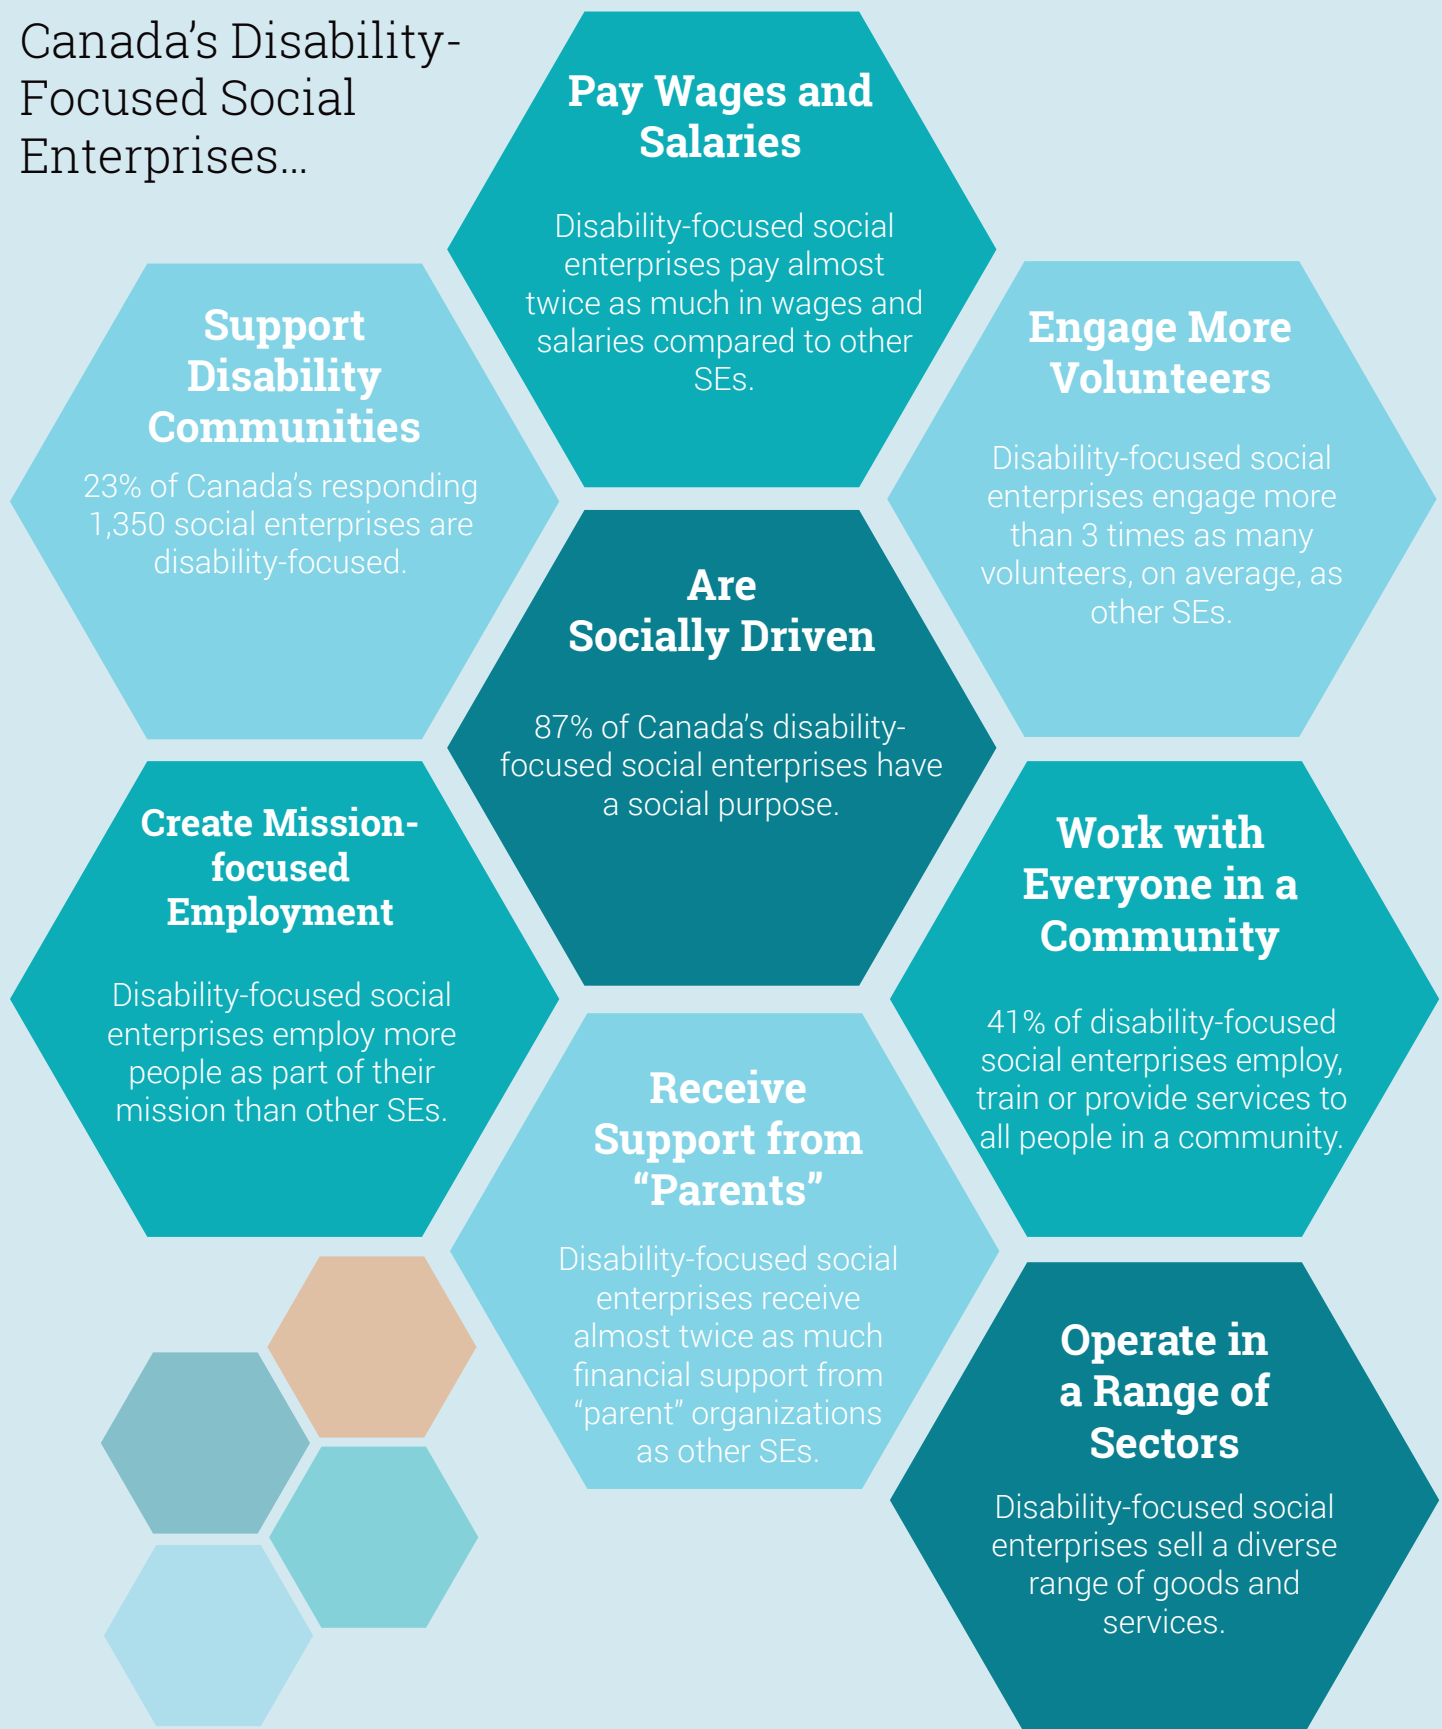 Canada's Disability-
Focused Social
Enterprises...
Pay Wages and
Salaries
Disability-focused social
enterprises pay almost
twice as much in wages and
salaries compared to other
SEs.
Support
Disability
Communities
23% of Canada's responding
1,350 social enterprises are
disability-focused.
Engage More
Volunteers
Disability-focused social
enterprises engage more
than 3 times as many
volunteers, on average, as
other SEs.
Are
Socially Driven
87% of Canada's disability-
focused social enterprises have
a social purpose.
Create Mission-
focused
Employment
Disability-focused social
enterprises employ more
people as part of their
mission than other SEs.
Work with
Everyone in a
Community
41% of disability-focused
social enterprises employ,
train or provide services to
all people in a community.
Receive
Support from
“Parents”
Disability-focused social
enterprises receive
almost twice as much
financial support from
“parent” organizations
as other SEs.
Operate in
a Range of
Sectors
Disability-focused social
enterprises sell a diverse
range of goods and
services.